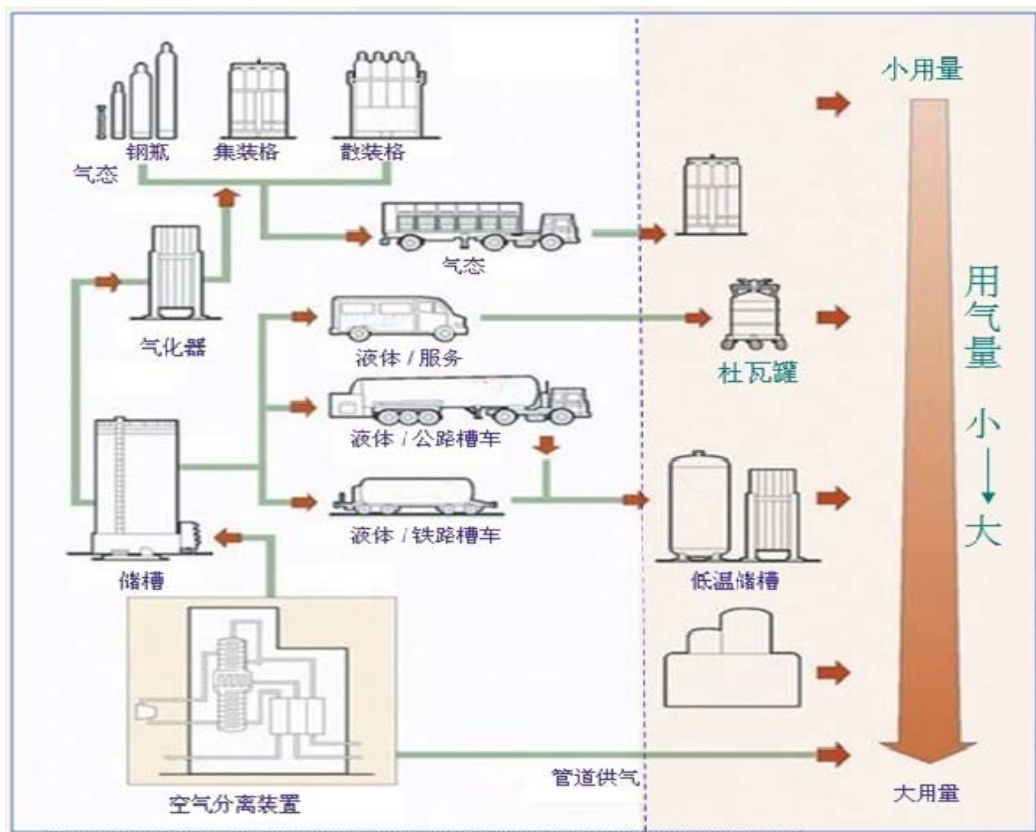 小用量
钢瓶
集装格
散装格
气态
气态
气化器
液体 / 服务
杜瓦罐
用气量 小 → 大
液体 / 公路槽车
液体 / 铁路槽车
储槽
低温储槽
管道供气
大用量
空气分离装置